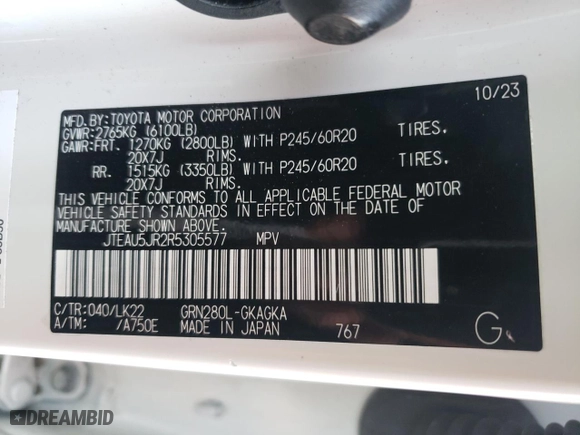 10/23
MFD.BY:TOYOTA MOTOR CORPORATION
GVWR:2765KG (6100LB)
GAWR:FRT. 1270KG (2800LB) WITH P245/60R20 TIRES.
20X7J RIMS.
RR. 1515KG (3350LB) WITH P245/60R20 TIRES.
20X7J RIMS.
THIS VEHICLE CONFORMS TO ALL APPLICABLE FEDERAL MOTOR
VEHICLE SAFETY STANDARDS IN EFFECT ON THE DATE OF
MANUFACTURE SHOWN ABOVE.
JTEAU5JR2R5305577 MPV
C/TR:040/LK22 GRN280L-GKAGKA
A/TM: /A750E MADE IN JAPAN 767 G
DREAMBID